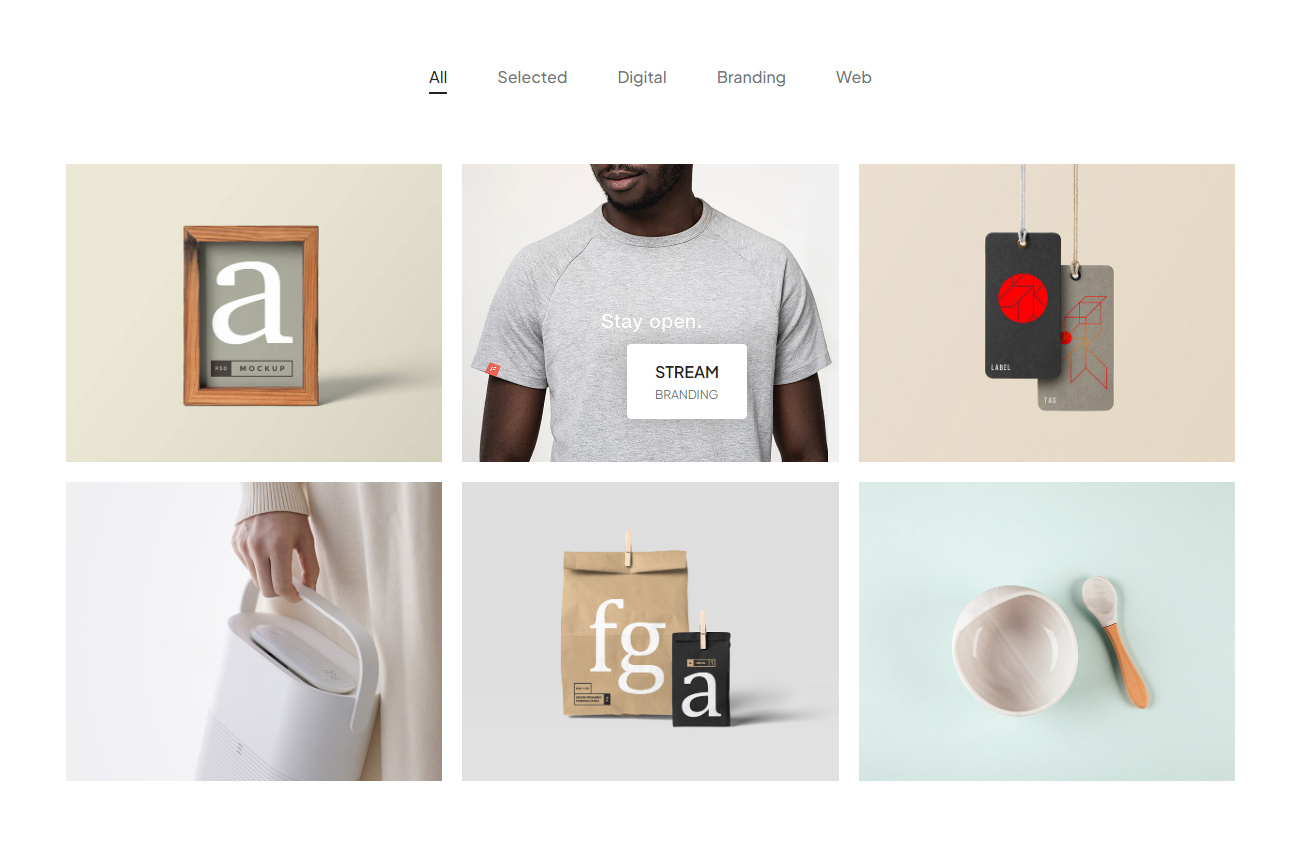 All
Selected
Digital
Branding
Web
a
PSD
MOCKUP
Stay open.
STREAM
BRANDING
LABEL
TAG
fg
a